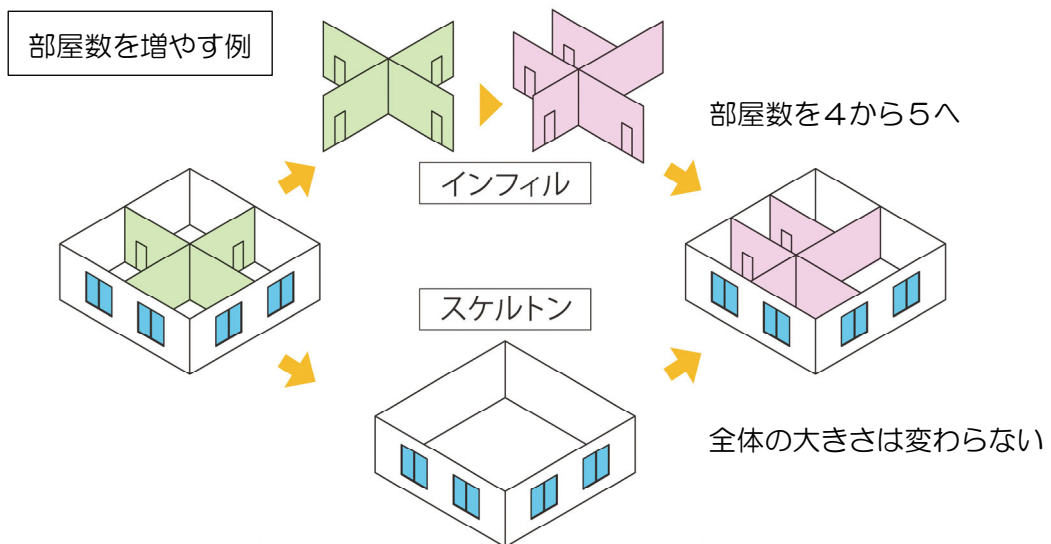 部屋数を増やす例
部屋数を４から５へ
インフィル
スケルトン
全体の大きさは変わらない